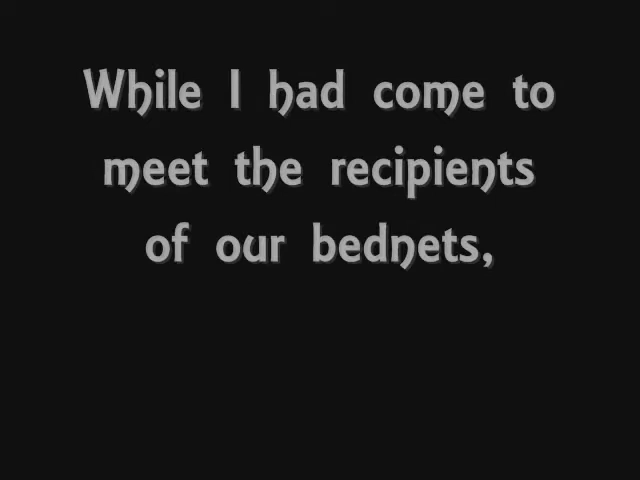 While I had come to
meet the recipients
of our bednets,